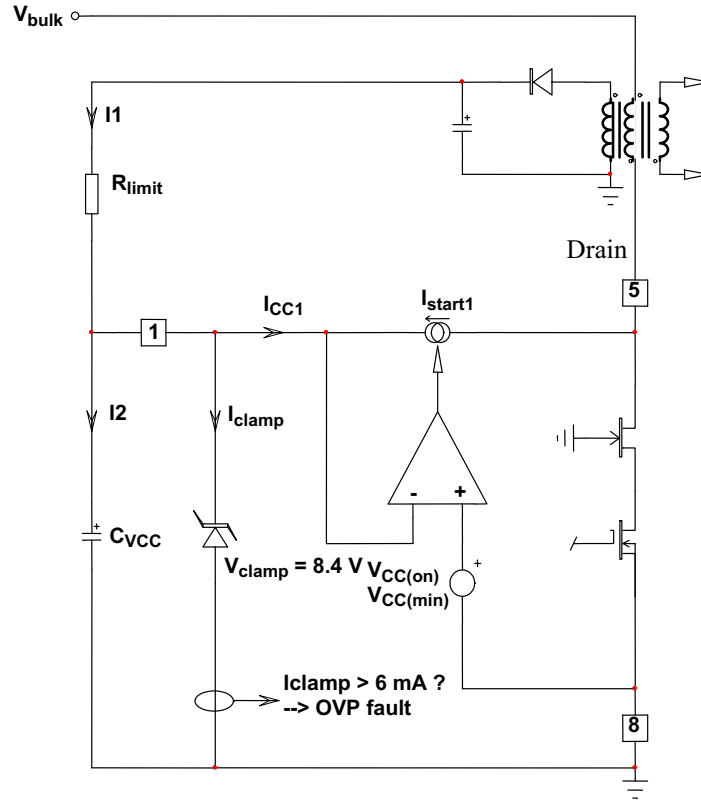 Vbulk
I1
Rlimit
Drain
5
1
ICC1
Istart1
I2
Iclamp
-
+
+
+
+
CVCC
Vclamp = 8.4 V
VCC(on)
VCC(min)
Iclamp > 6 mA ?
--> OVP fault
8